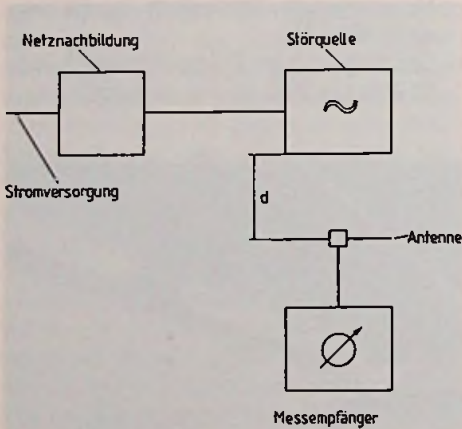 Netznachbildung
Störquelle
Stromversorgung
d
Antenne
Messempfänger